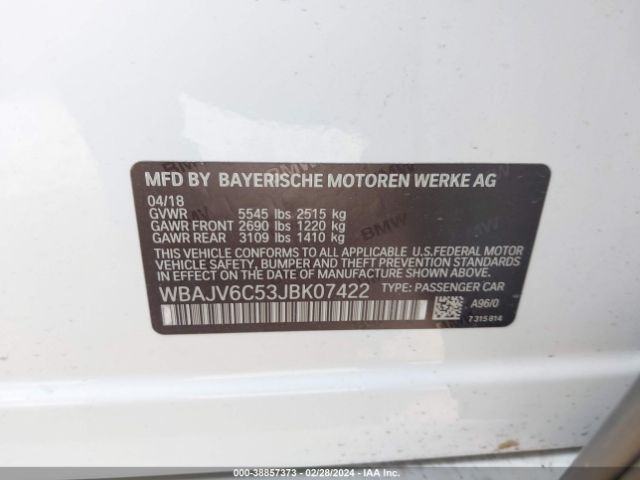 MFD BY BAYERISCHE MOTOREN WERKE AG
04/18
GVWR 5545 lbs 2515 kg
GAWR FRONT 2690 lbs 1220 kg
GAWR REAR 3109 lbs 1410 kg
THIS VEHICLE CONFORMS TO ALL APPLICABLE U.S.FEDERAL MOTOR
VEHICLE SAFETY, BUMPER AND THEFT PREVENTION STANDARDS IN
EFFECT ON THE DATE OF MANUFACTURE SHOWN ABOVE.
WBAJV6C53JBK07422 TYPE: PASSENGER CAR
A96/0
7315814
000-38857373 - 02/28/2024 - IAA, Inc.